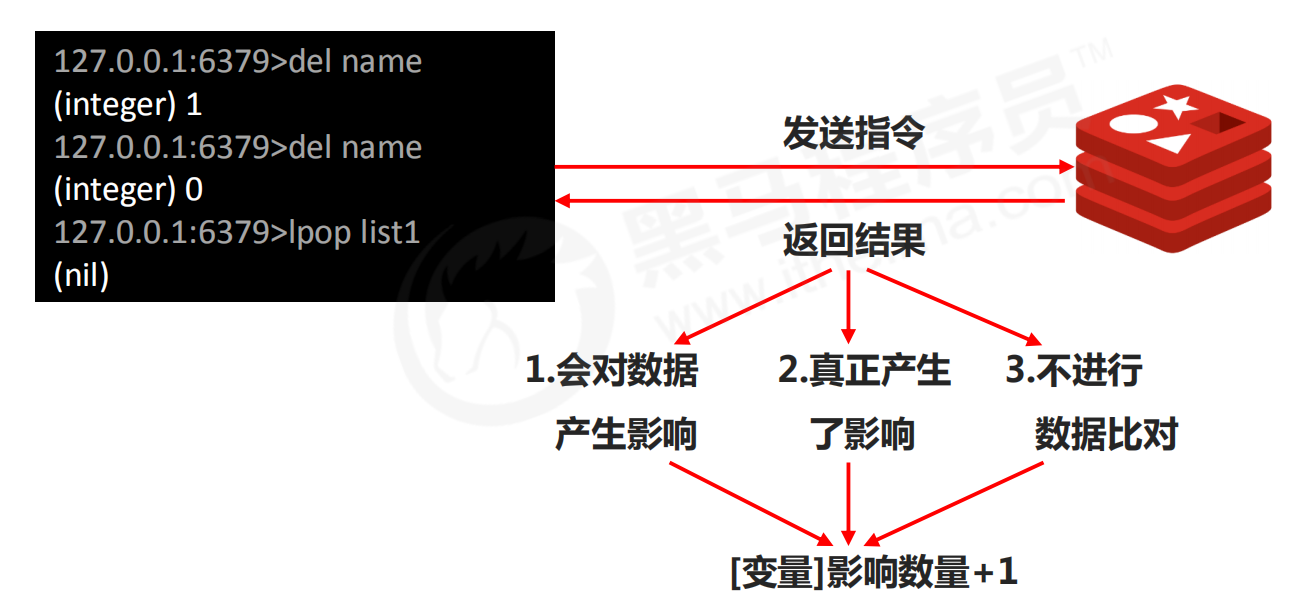 127.0.0.1:6379>del name
(integer) 1
127.0.0.1:6379>del name
(integer) 0
127.0.0.1:6379>lpop list1
(nil)
发送指令
返回结果
1.会对数据
产生影响
2.真正产生
了影响
3.不进行
数据比对
[变量]影响数量+1
黑马程序员™
www.itheima.com